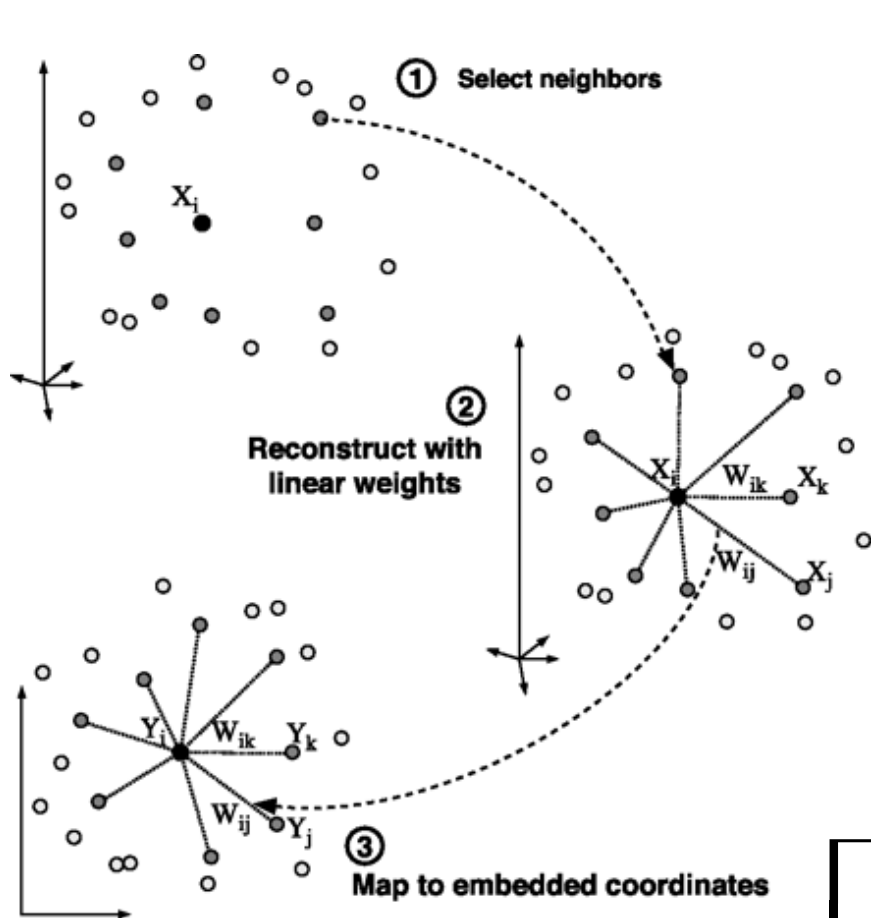 ① Select neighbors
X_i
②
Reconstruct with
linear weights
X_i
W_ik
X_k
W_ij
X_j
Y_i
W_ik
Y_k
W_ij
Y_j
③
Map to embedded coordinates